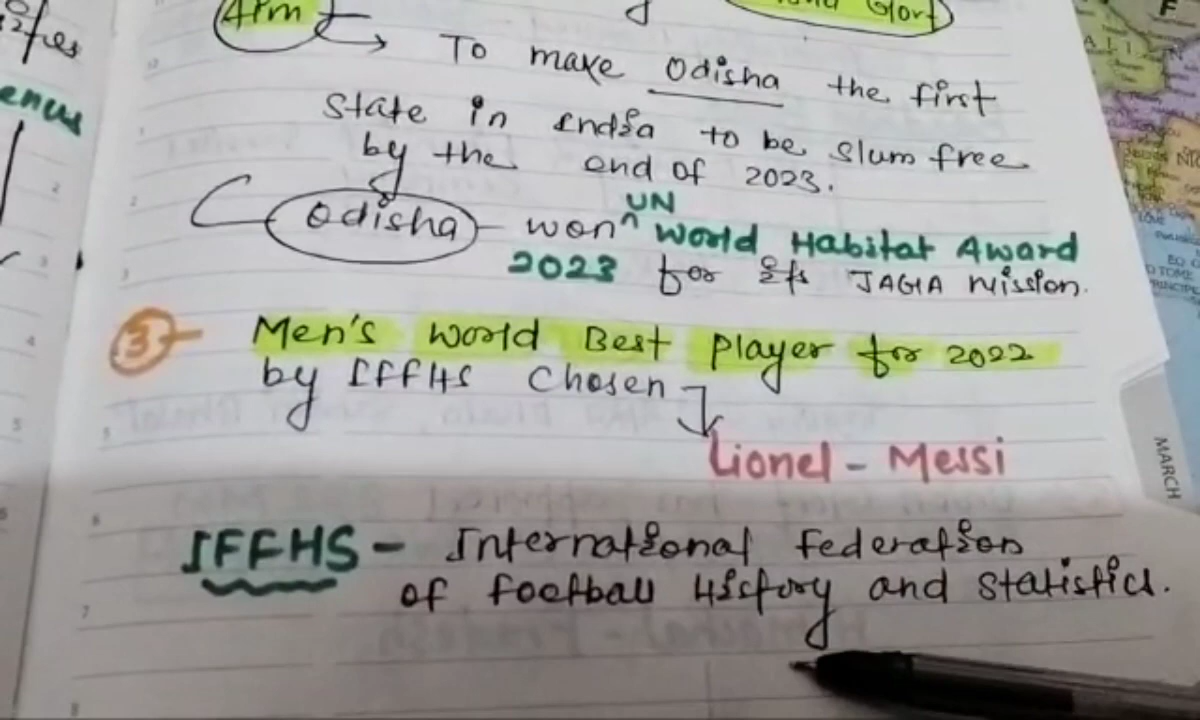 Aim → To make Odisha the first
state in India to be slum free
by the end of 2023.
Odisha - won UN World Habitat Award
2023 for its JAGA Mission.
3 - Men's World Best Player for 2022
by IFFHS Chosen
Lionel - Messi
IFFHS - International Federation
of Football History and Statistics.
MARCH